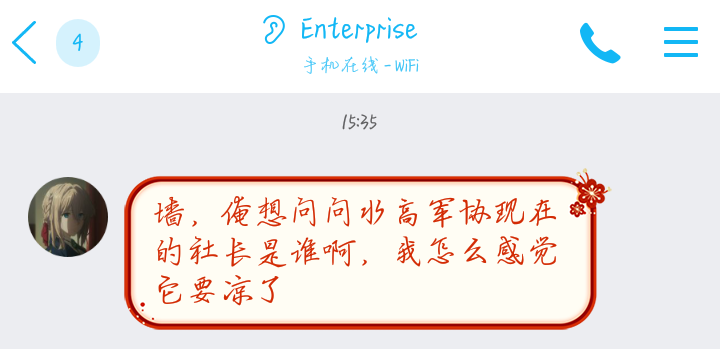 4
Enterprise
手机在线 - WiFi
15:35
墙，俺想问问水高军协现在
的社长是谁啊，我怎么感觉
它要凉了